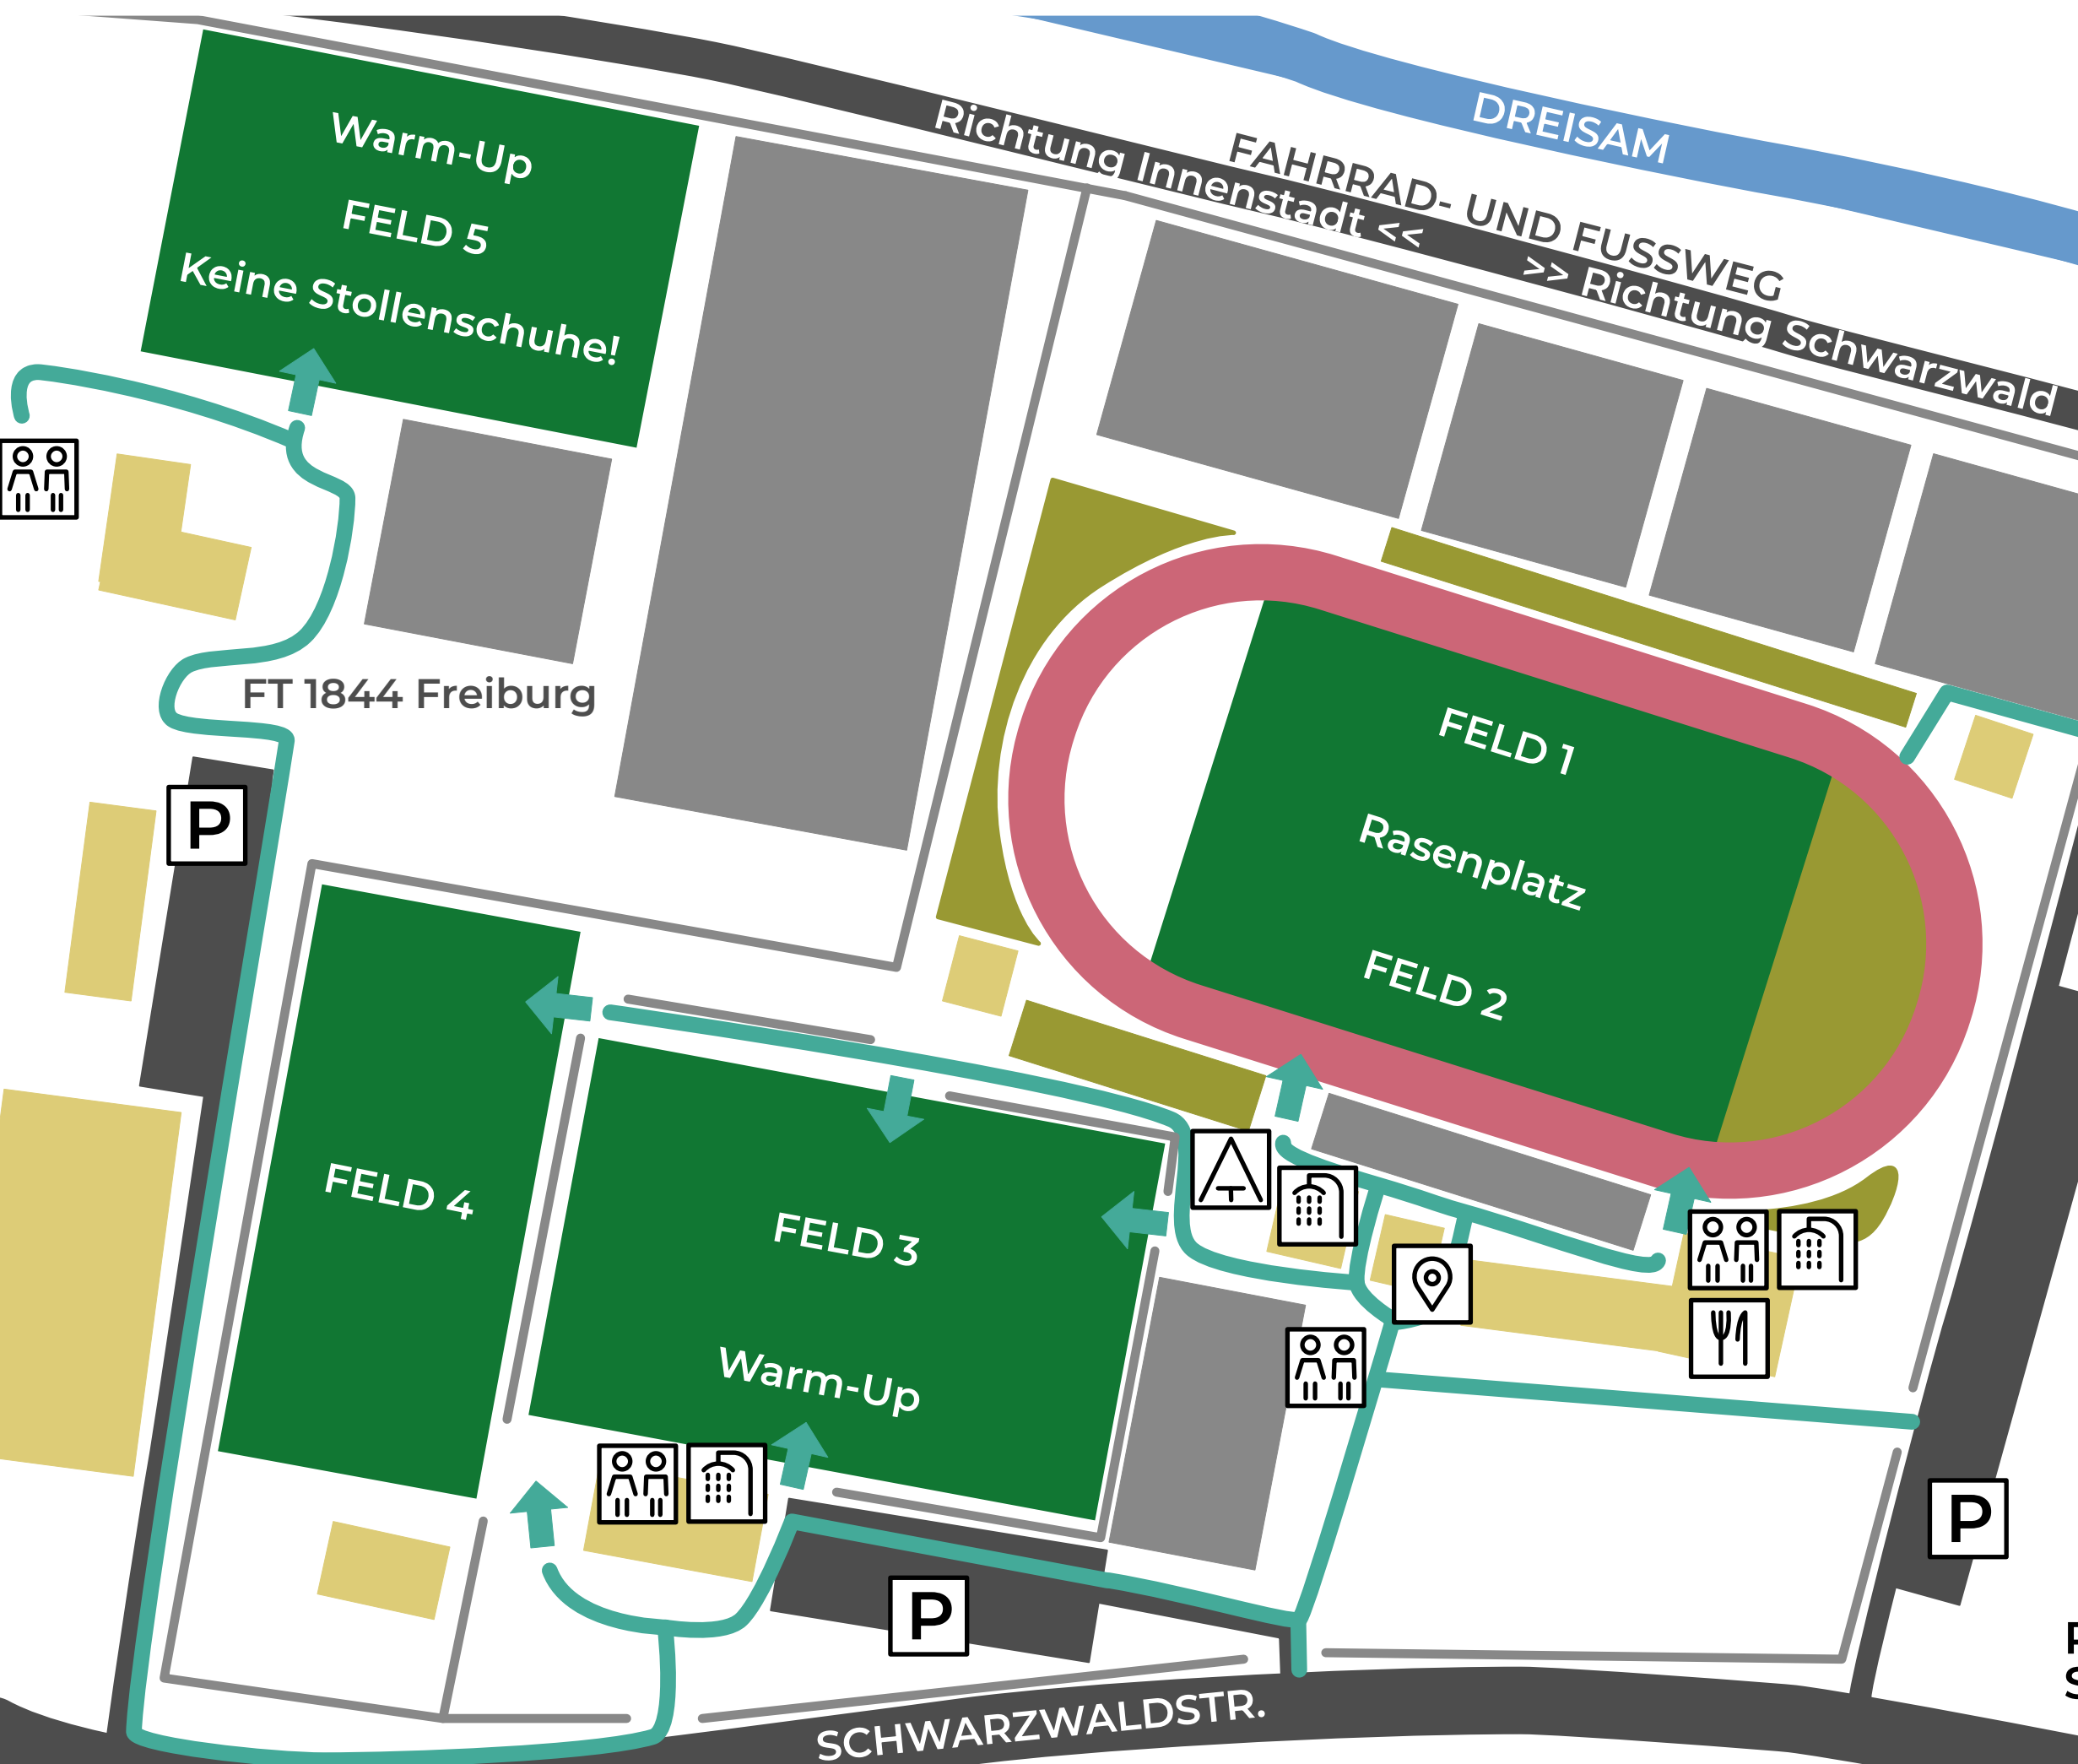 DREISAM
FAHRRAD- UND FUSSWEG
Richtung Innenstadt <<
>> Richtung Schwarzwald
Warm-Up
FELD 5
Keine Stollenschuhe!
FT 1844 Freiburg
P
FELD 1
Rasenplatz
FELD 2
FELD 4
FELD 3
Warm-Up
P
P
SCHWARZWALDSTR.